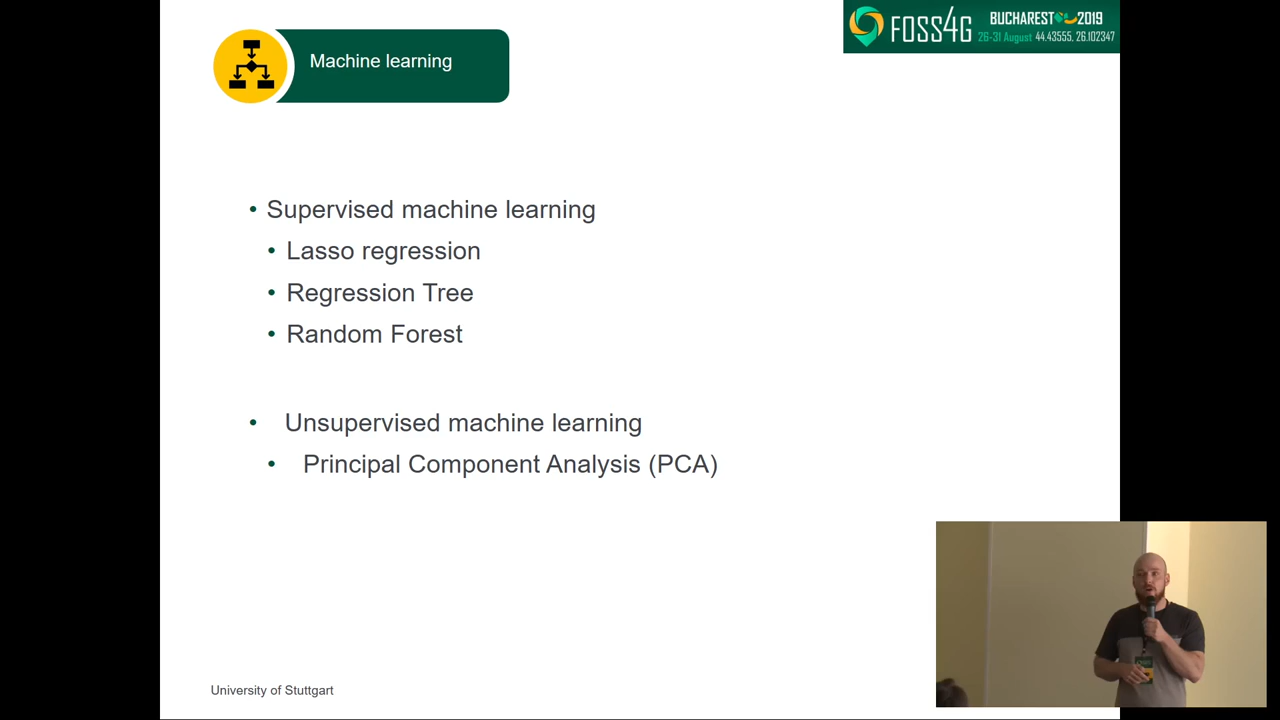 FOSS4G
BUCHAREST 2019
26-31 August 44.43555, 26.102347
Machine learning
• Supervised machine learning
• Lasso regression
• Regression Tree
• Random Forest
• Unsupervised machine learning
• Principal Component Analysis (PCA)
University of Stuttgart